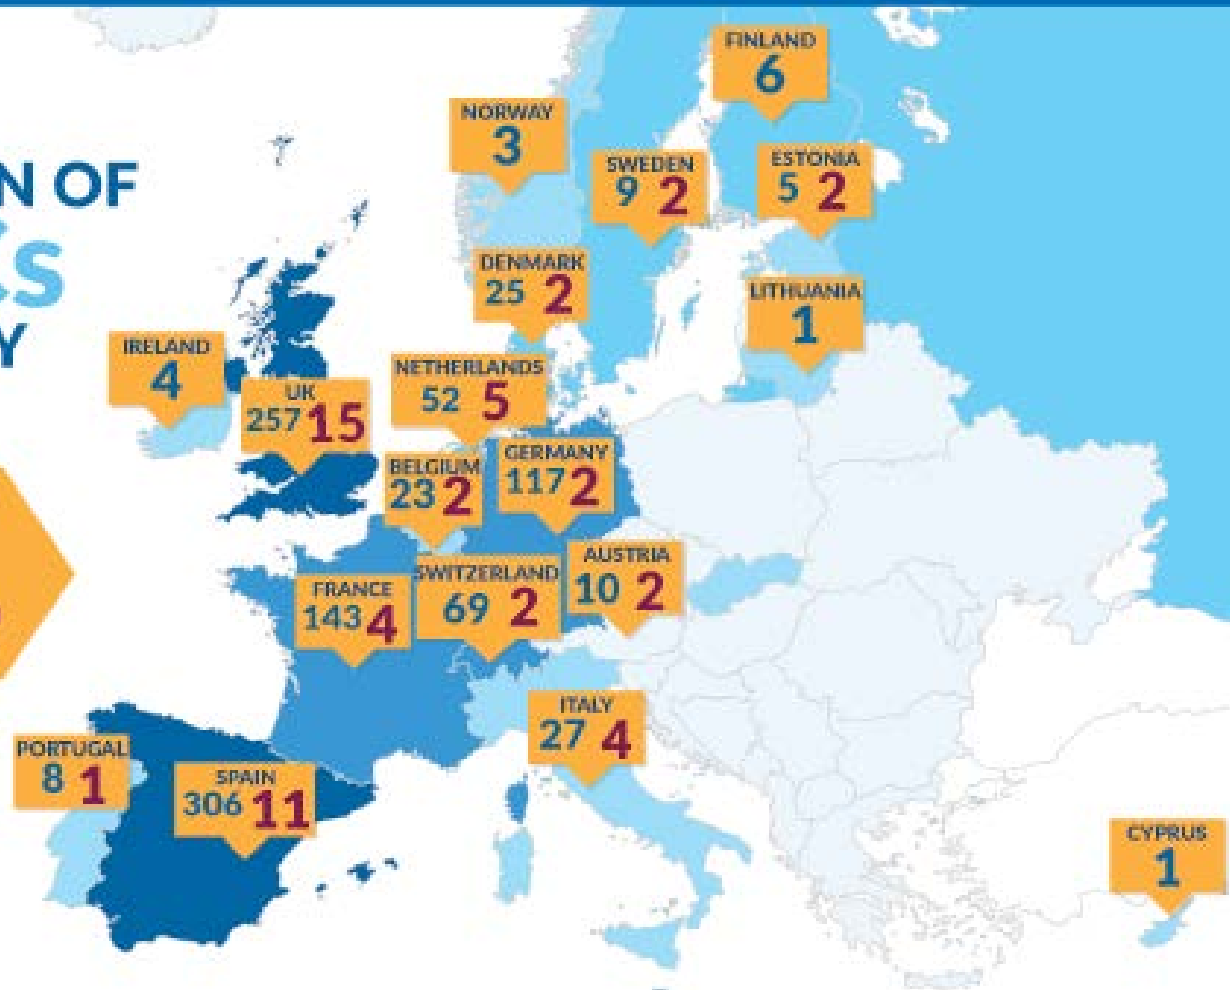 FINLAND
6
NORWAY
3
SWEDEN
9 2
ESTONIA
5 2
N OF
S
Y
DENMARK
25 2
LITHUANIA
1
IRELAND
4
UK
257 15
NETHERLANDS
52 5
BELGIUM
23 2
GERMANY
117 2
FRANCE
143 4
SWITZERLAND
69 2
AUSTRIA
10 2
ITALY
27 4
PORTUGAL
8 1
SPAIN
306 11
CYPRUS
1